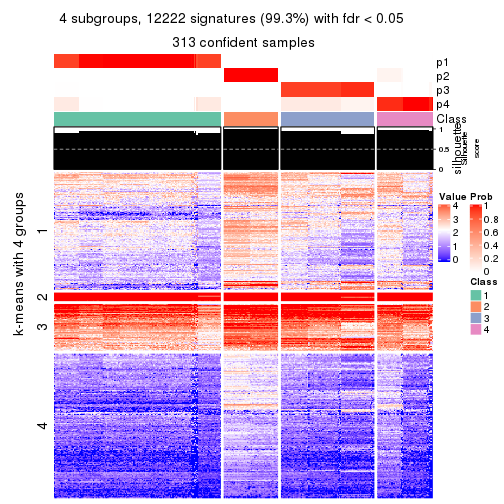 4 subgroups, 12222 signatures (99.3%) with fdr < 0.05
313 confident samples
p1
p2
p3
p4
Class
1
0.5
0
silhouette
Silhouette
score
k-means with 4 groups
1
2
3
4
Value
4
3
2
1
0
Prob
1
0.8
0.6
0.4
0.2
0
Class
1
2
3
4